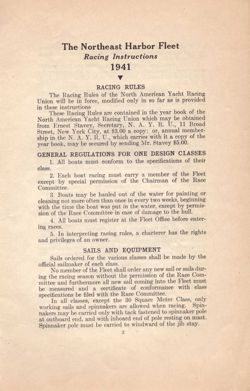 The Northeast Harbor Fleet
Racing Instructions
1941
RACING RULES
The Racing Rules of the North American Yacht Racing
Union will be in force, modified only in so far as is provided
in these instructions
These Racing Rules are contained in the year book of the
North American Yacht Racing Union which may be obtained
from Ernest Stavey, Secretary, N. A. Y. R. U., 11 Broad
Street, New York City, at $3.00 a copy; or, annual member-
ship in the N. A. Y. R. U., which carries with it a copy of the
year book, may be secured by sending Mr. Stavey $5.00.
GENERAL REGULATIONS FOR ONE DESIGN CLASSES
1. All boats must conform to the specifications of their
class.
2. Each boat racing must carry a member of the Fleet
except by special permission of the Chairman of the Race
Committee.
3. Boats may be hauled out of the water for painting or
cleaning not more often than once in every two weeks, beginning
with the time the boat was put in the water, except by permis-
sion of the Race Committee in case of damage to the hull.
4. All boats must register at the Fleet Office before enter-
ing races.
5. In interpreting racing rules, a charterer has the rights
and privileges of an owner.
SAILS AND EQUIPMENT
Sails ordered for the various classes shall be made by the
official sailmaker of each class.
No member of the Fleet shall order any new sail or sails dur-
ing the racing season without the permission of the Race Com-
mittee and furthermore all new sail coming into the Fleet must
be measured and a certificate of conformance with class
specifications be filed with the Race Committee.
In all classes, except the 30 Square Meter Class, only
working sails and spinnakers are allowed when racing. Spin-
nakers may be carried only with tack fastened to spinnaker pole
at outboard end, and with inboard end of pole resting on mast.
Spinnaker pole must be carried to windward of the jib stay.